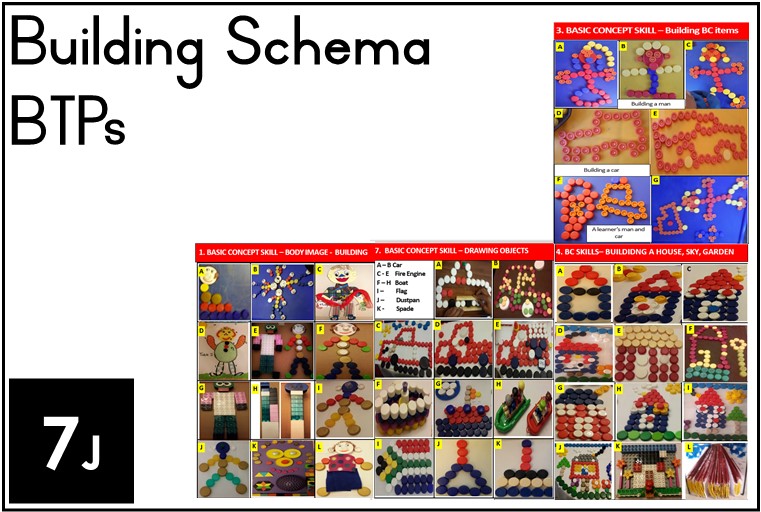 Building Schema
BTPs
7J
3. BASIC CONCEPT SKILL – Building BC items
A
B
C
Building a man
D
E
Building a car
F
G
A learner's man and
car
1. BASIC CONCEPT SKILL – BODY IMAGE - BUILDING
A
B
C
D
E
F
G
H
I
J
K
L
7. BASIC CONCEPT SKILL – DRAWING OBJECTS
A – B Car
C - E Fire Engine
F – H Boat
I – Flag
J – Dustpan
K - Spade
A
B
C
D
E
F
G
H
I
J
K
4. BC SKILLS– BUILDIDNG A HOUSE, SKY, GARDEN
A
B
C
D
E
F
G
H
I
J
K
L